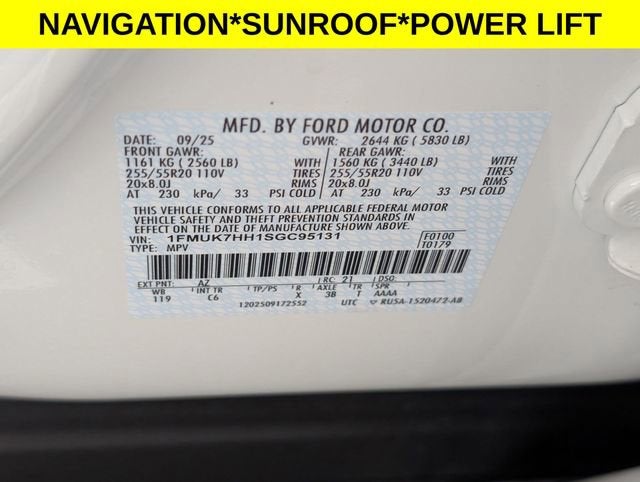 NAVIGATION*SUNROOF*POWER LIFT
MFD. BY FORD MOTOR CO.
DATE: 09/25 GVWR: 2644 KG ( 5830 LB)
FRONT GAWR: REAR GAWR:
1161 KG ( 2560 LB) 1560 KG ( 3440 LB) WITH
255/55R20 110V TIRES 255/55R20 110V TIRES
20x8.0J RIMS 20x8.0J RIMS
AT 230 kPa/ 33 PSI COLD AT 230 kPa/ 33 PSI COLD
THIS VEHICLE CONFORMS TO ALL APPLICABLE FEDERAL MOTOR
VEHICLE SAFETY AND THEFT PREVENTION STANDARDS IN
EFFECT ON THE DATE OF MANUFACTURE SHOWN ABOVE.
VIN: 1FMUK7HH1SGC95131 F0100
TYPE: MPV T0179
EXT PNT: AZ RC: 21 DSO:
WB INT TR TP/PS R AXLE TR SPR
119 C6 X 3B T AAAA
1202509172552 UTC RU5A-1520472-AB